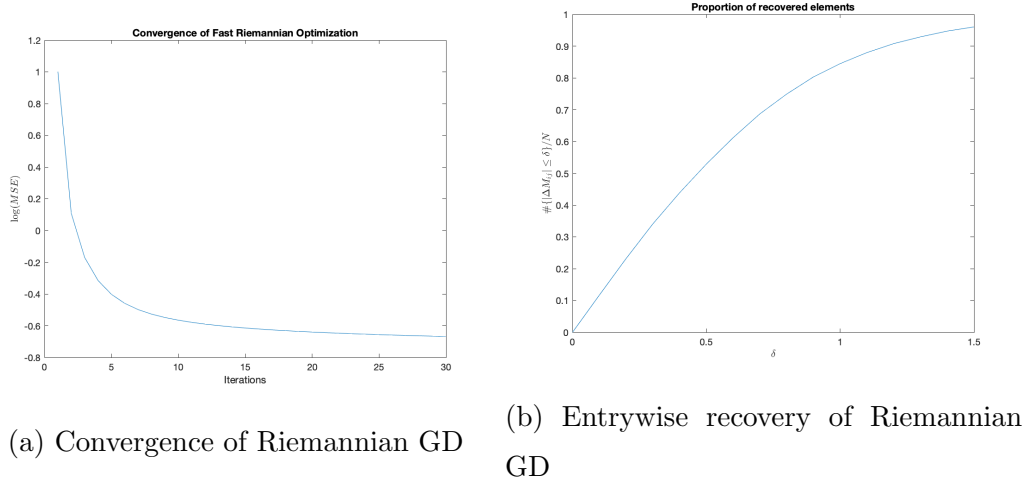 Convergence of Fast Riemannian Optimization
1.2
1
0.8
0.6
0.4
0.2
0
-0.2
-0.4
-0.6
-0.8
log(MSE)
0 5 10 15 20 25 30
Iterations
(a) Convergence of Riemannian GD
Proportion of recovered elements
1
0.9
0.8
0.7
0.6
0.5
0.4
0.3
0.2
0.1
0
#{|ΔM_{ij}| ≤ δ}/N
0 0.5 1 1.5
δ
(b) Entrywise recovery of Riemannian
GD